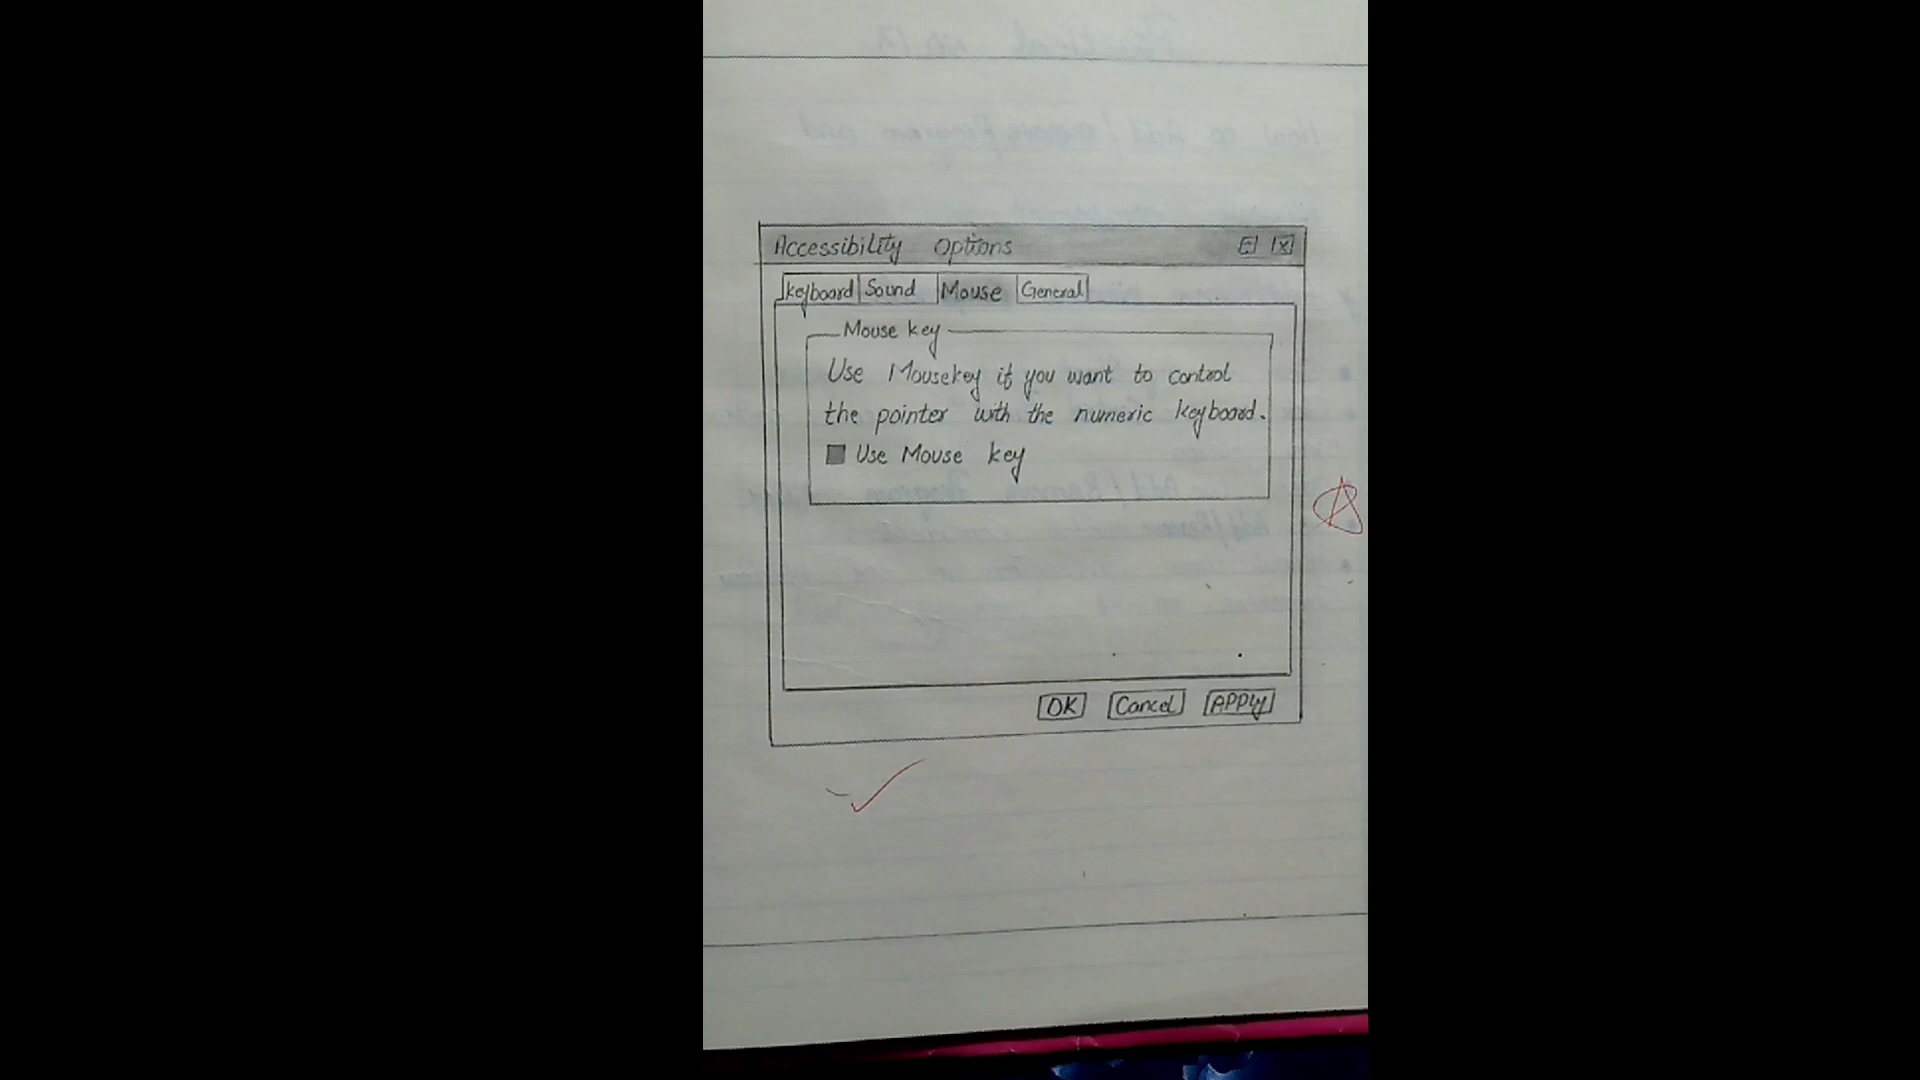 Accessibility Options
Keyboard Sound Mouse General
Mouse key
Use Mousekey if you want to control
the pointer with the numeric keyboard.
Use Mouse key
OK Cancel APPly
A